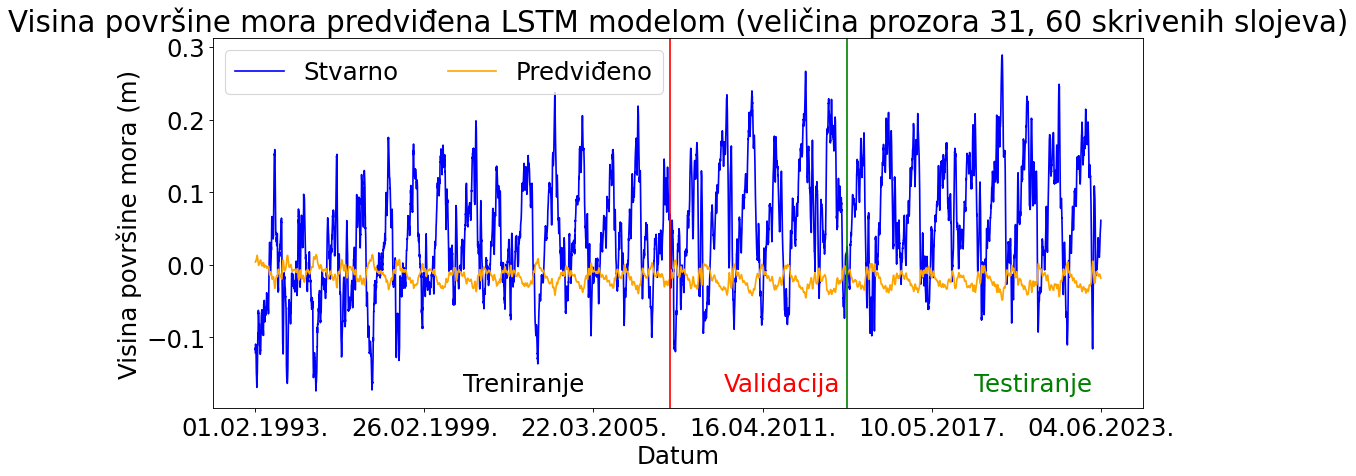 Visina površine mora predviđena LSTM modelom (veličina prozora 31, 60 skrivenih slojeva)
Stvarno
Predviđeno
Visina površine mora (m)
0.3
0.2
0.1
0.0
−0.1
Treniranje
Validacija
Testiranje
01.02.1993.
26.02.1999.
22.03.2005.
16.04.2011.
10.05.2017.
04.06.2023.
Datum